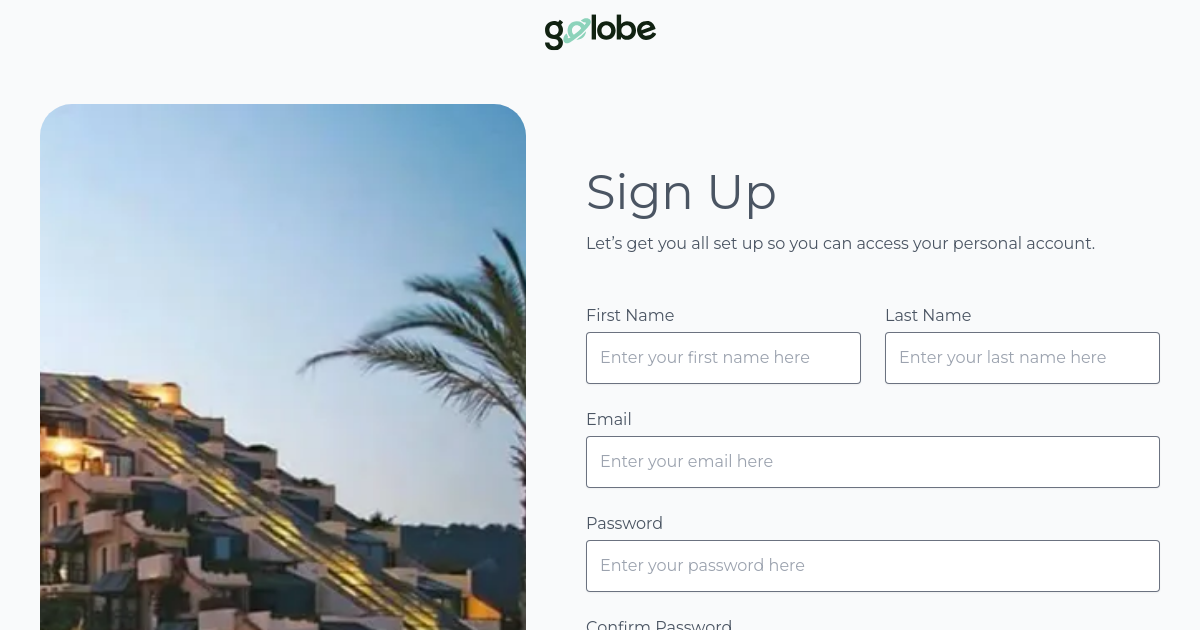 golobe
Sign Up
Let’s get you all set up so you can access your personal account.
First Name
Last Name
Enter your first name here
Enter your last name here
Email
Enter your email here
Password
Enter your password here
Confirm Password